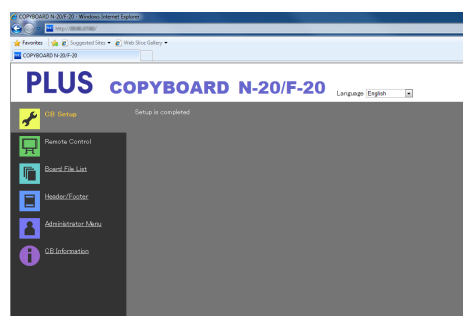 COPYBOARD N-20/F-20 - Windows Internet Explorer
Favorites Suggested Sites Web Slice Gallery
COPYBOARD N-20/F-20
PLUS COPYBOARD N-20/F-20 Language English
CB Setup
Setup is completed
Remote Control
Board File List
Header/Footer
Administrator Menu
CB Information